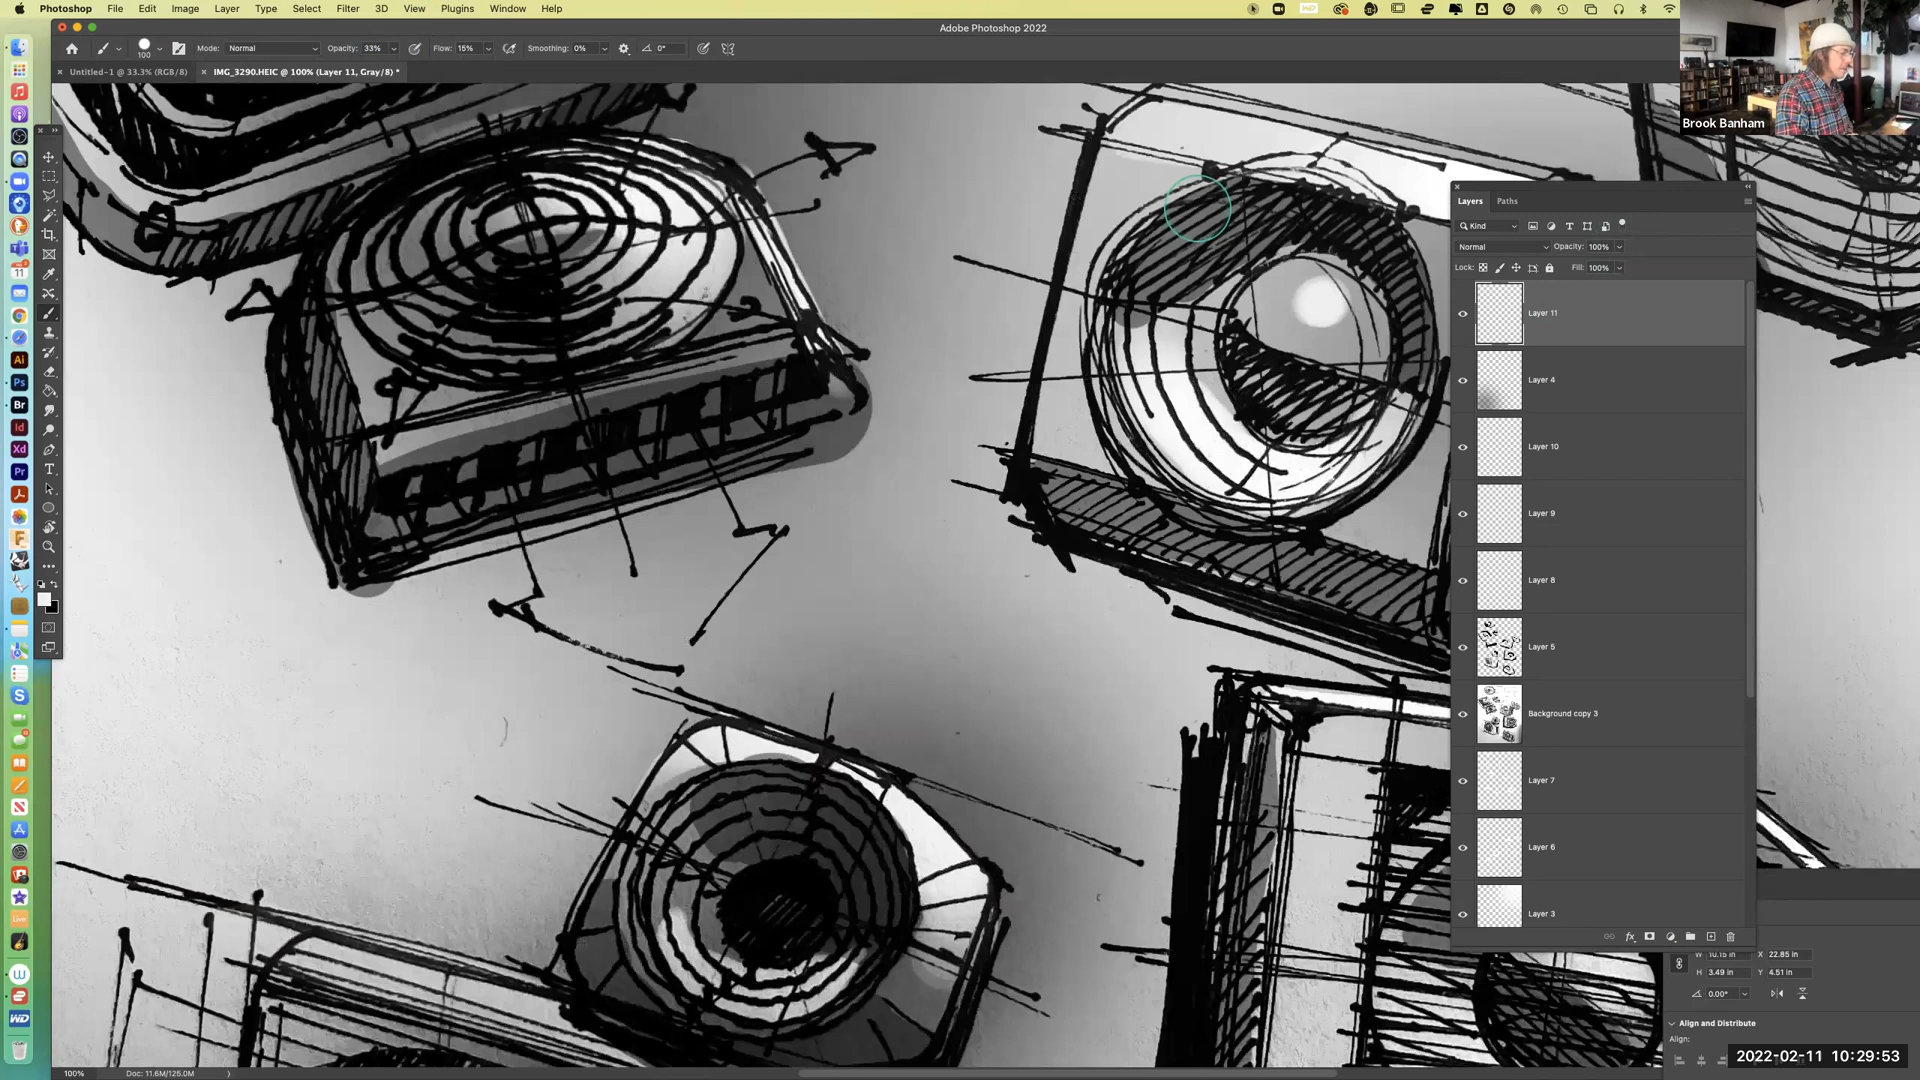 Photoshop File Edit Image Layer Type Select Filter 3D View Plugins Window Help
Adobe Photoshop 2022
100 Mode: Normal Opacity: 33% Flow: 15% Smoothing: 0% 0°
Untitled-1 @ 33.3% (RGB/8) IMG_3290.HEIC @ 100% (Layer 11, Gray/8) *
Brook Banham
Layers Paths
Kind
Normal Opacity: 100%
Lock: Fill: 100%
Layer 11
Layer 4
Layer 10
Layer 9
Layer 8
Layer 5
Background copy 3
Layer 7
Layer 6
Layer 3
W 10.15 in X 22.85 in
H 3.49 in Y 4.51 in
0.00°
Align and Distribute
Align:
2022-02-11 10:29:53
100% Doc: 11.6M/126.0M